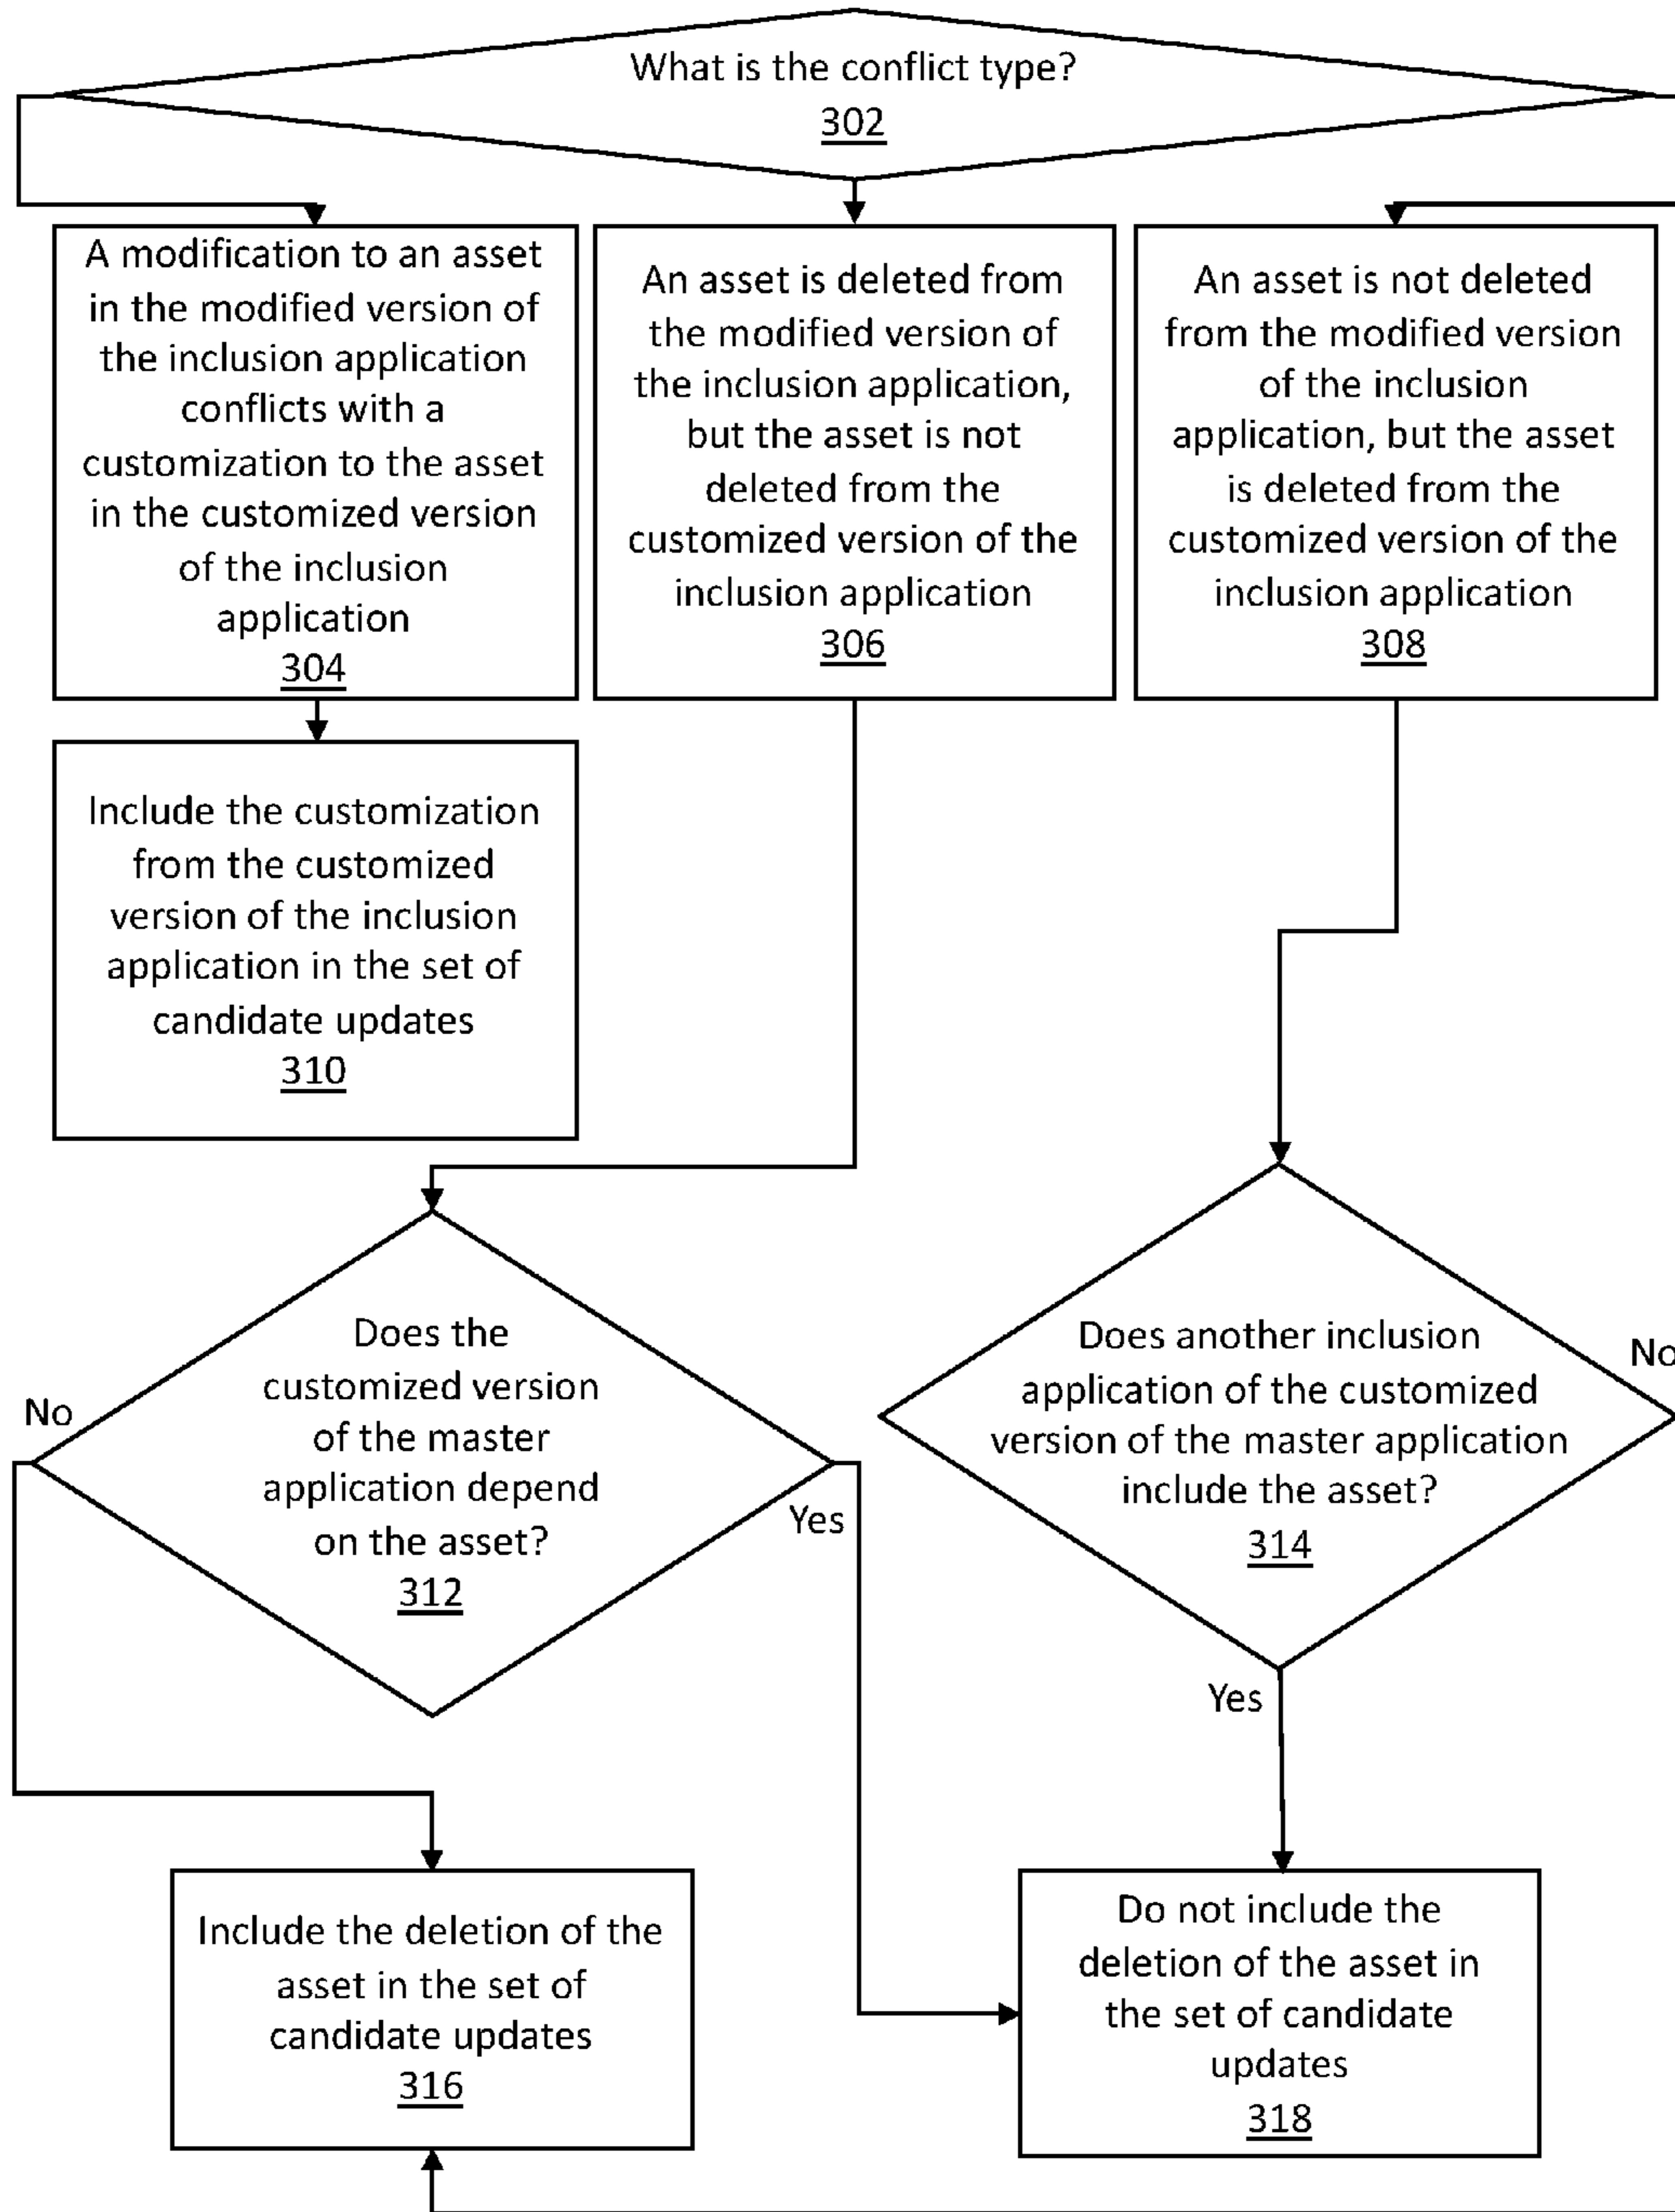 What is the conflict type?
302
A modification to an asset
in the modified version of
the inclusion application
conflicts with a
customization to the asset
in the customized version
of the inclusion
application
304
An asset is deleted from
the modified version of
the inclusion application,
but the asset is not
deleted from the
customized version of the
inclusion application
306
An asset is not deleted
from the modified version
of the inclusion
application, but the asset
is deleted from the
customized version of the
inclusion application
308
Include the customization
from the customized
version of the inclusion
application in the set of
candidate updates
310
Does the
customized version
of the master
application depend
on the asset?
312
No
Yes
Does another inclusion
application of the customized
version of the master application
include the asset?
314
No
Yes
Include the deletion of the
asset in the set of
candidate updates
316
Do not include the
deletion of the asset in
the set of candidate
updates
318